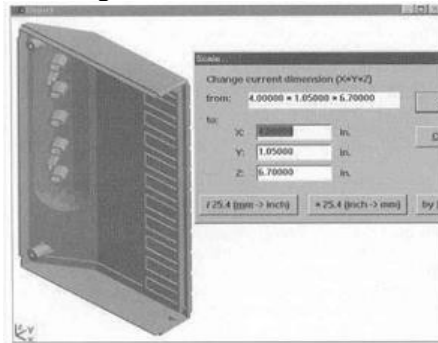 Scale
Change current dimension (X*Y*Z)
from: 4.00000 * 1.05000 * 6.70000
to:
X: in.
Y: 1.05000 in.
Z: 6.70000 in.
/ 25.4 (mm -> inch) * 25.4 (inch -> mm) by